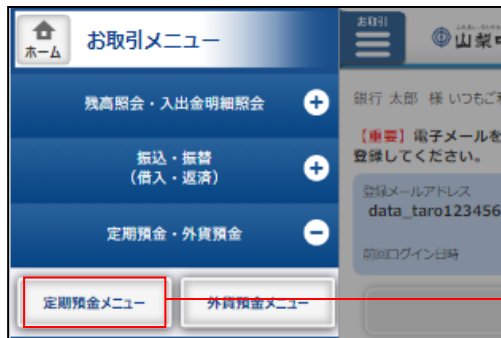 ホーム
お取引メニュー
残高照会・入出金明細照会
振込・振替
(借入・返済)
定期預金・外貨預金
定期預金メニュー
外貨預金メニュー
お取引
山梨中
銀行 太郎 様 いつもご
【重要】電子メールを
登録してください。
登録メールアドレス
data_taro123456
前回ログイン日時